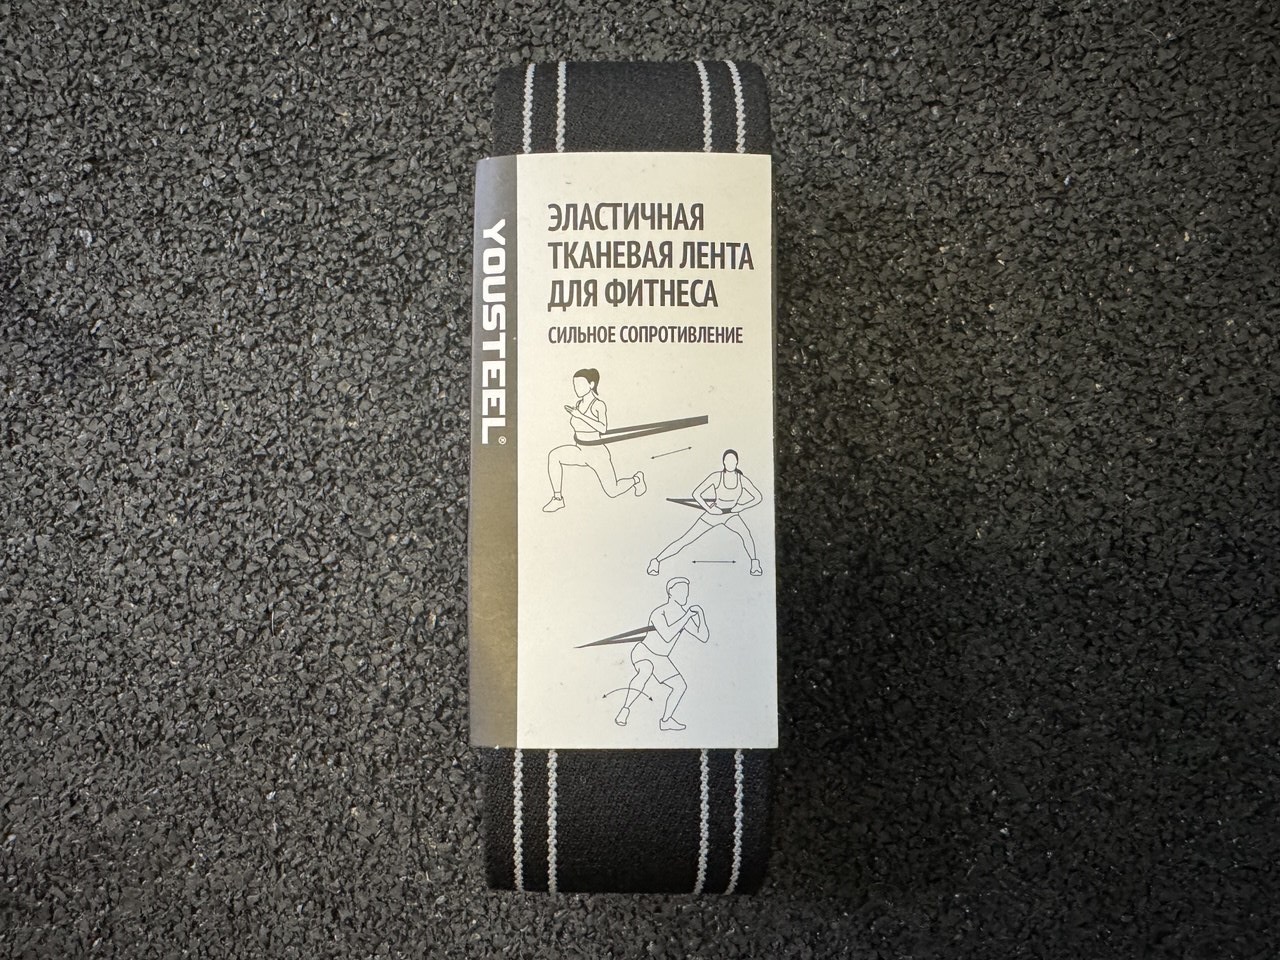 YOUSTEEL®
ЭЛАСТИЧНАЯ
ТКАНЕВАЯ ЛЕНТА
ДЛЯ ФИТНЕСА
СИЛЬНОЕ СОПРОТИВЛЕНИЕ